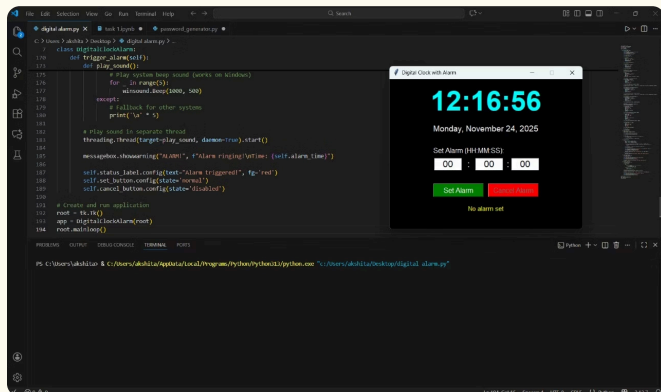 File Edit Selection View Go Run Terminal Help
Search
digital alarm.py
task 1.ipynb
password_generator.py
C: > Users > akshita > Desktop > digital alarm.py > ...
7 class DigitalClockAlarm:
170 def trigger_alarm(self):
173 def play_sound():
175 # Play system beep sound (works on Windows)
176 for _ in range(5):
177 winsound.Beep(1000, 500)
178 except:
179 # Fallback for other systems
180 print('\a' * 5)
181
182 # Play sound in separate thread
183 threading.Thread(target=play_sound, daemon=True).start()
184
185 messagebox.showwarning("ALARM!", f"Alarm ringing!\nTime: {self.alarm_time}")
186
187 self.status_label.config(text="Alarm triggered!", fg='red')
188 self.set_button.config(state='normal')
189 self.cancel_button.config(state='disabled')
190
191 # Create and run application
192 root = tk.Tk()
193 app = DigitalClockAlarm(root)
194 root.mainloop()
Digital Clock with Alarm
12:16:56
Monday, November 24, 2025
Set Alarm (HH:MM:SS):
00 : 00 : 00
Set Alarm
Cancel Alarm
No alarm set
PROBLEMS OUTPUT DEBUG CONSOLE TERMINAL PORTS
Python
PS C:\Users\akshita> & C:/Users/akshita/AppData/Local/Programs/Python/Python313/python.exe "c:/Users/akshita/Desktop/digital alarm.py"